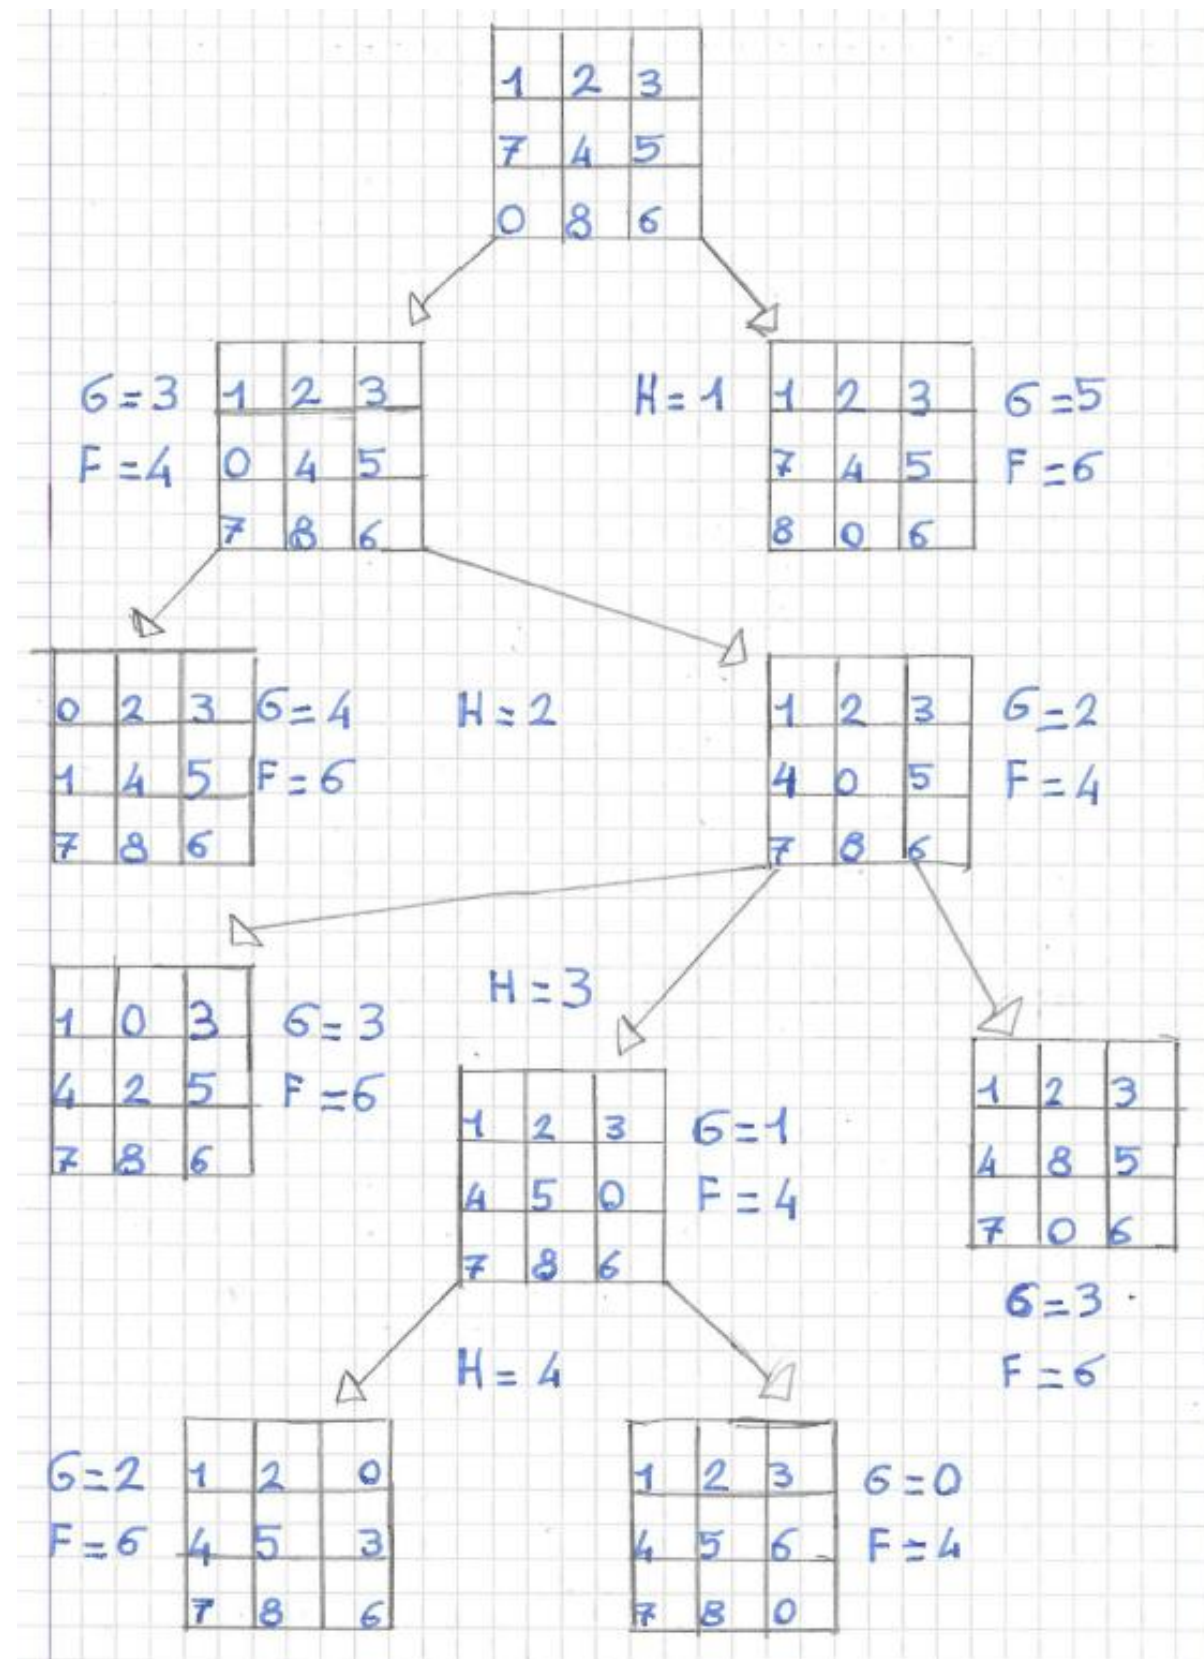 1 2 3
7 4 5
0 8 6
G=3 1 2 3 H=1 1 2 3 G=5
F=4 0 4 5 7 4 5 F=6
7 8 6 8 0 6
0 2 3 G=4 H=2 1 2 3 G=2
1 4 5 F=6 4 0 5 F=4
7 8 6 7 8 6
H=3
1 0 3 G=3
4 2 5 F=6
7 8 6
1 2 3 G=1
4 5 0 F=4
7 8 6
1 2 3
4 8 5
7 0 6
G=3
F=6
H=4
G=2 1 2 0 1 2 3 G=0
F=6 4 5 3 4 5 6 F=4
7 8 6 7 8 0